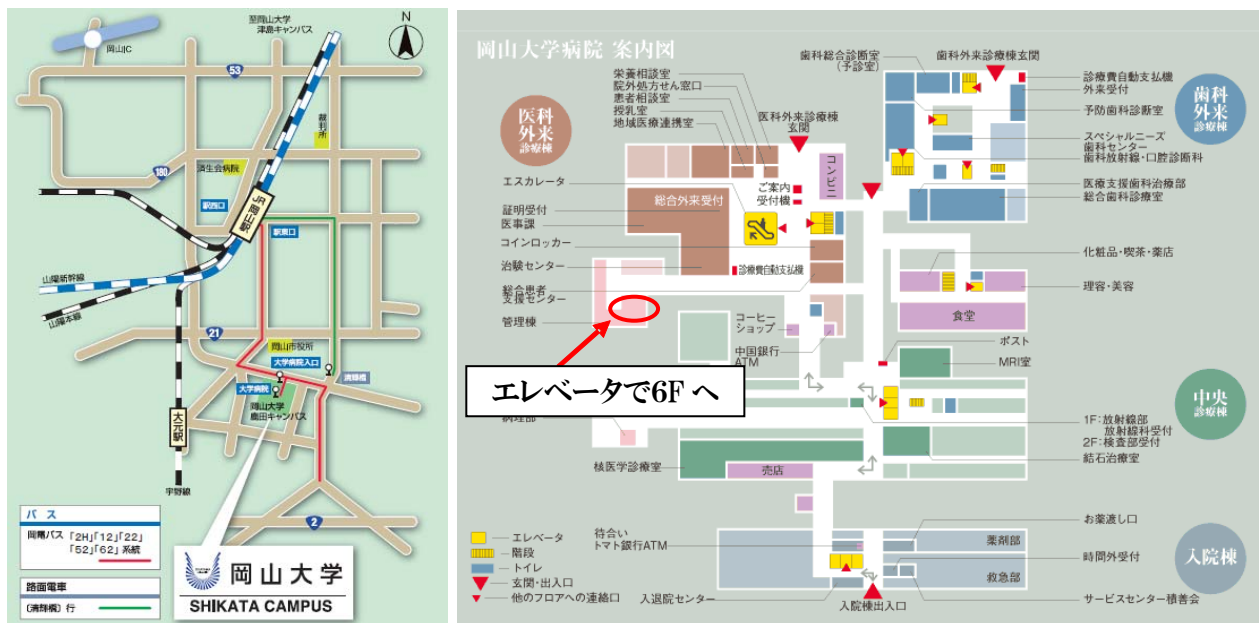 至岡山大学
津島キャンパス
N
岡山IC
53
裁判所
180
済生会病院
駅西口
JR岡山駅
駅東口
山陽新幹線
山陽本線
21
岡山市役所
大学病院入口
大学病院
清輝橋
岡山大学
鹿田キャンパス
大元駅
宇野線
2
バス
岡電バス「2H」「12」「22」
「52」「62」系統
路面電車
〔清輝橋〕行
岡山大学
SHIKATA CAMPUS
岡山大学病院 案内図
医科
外来
診療棟
栄養相談室
院外処方せん窓口
患者相談室
授乳室
地域医療連携室
医科外来診療棟
玄関
コンビニ
エスカレータ
ご案内
受付機
総合外来受付
証明受付
医事課
コインロッカー
治験センター
診療費自動支払機
総合患者
支援センター
管理棟
コーヒー
ショップ
中国銀行
ATM
エレベータで6F へ
病理部
核医学診療室
売店
歯科総合診断室
(予診室)
歯科外来診療棟玄関
診療費自動支払機
外来受付
歯科
外来
診療棟
予防歯科診断室
スペシャルニーズ
歯科センター
歯科放射線・口腔診断科
医療支援歯科治療部
総合歯科診療室
化粧品・喫茶・薬店
理容・美容
食堂
ポスト
MRI室
中央
診療棟
1F:放射線部
放射線科受付
2F:検査部受付
結石治療室
エレベータ
階段
トイレ
玄関・出入口
他のフロアへの連絡口
待合い
トマト銀行ATM
入退院センター
入院棟出入口
お薬渡し口
薬剤部
時間外受付
救急部
サービスセンター積善会
入院棟